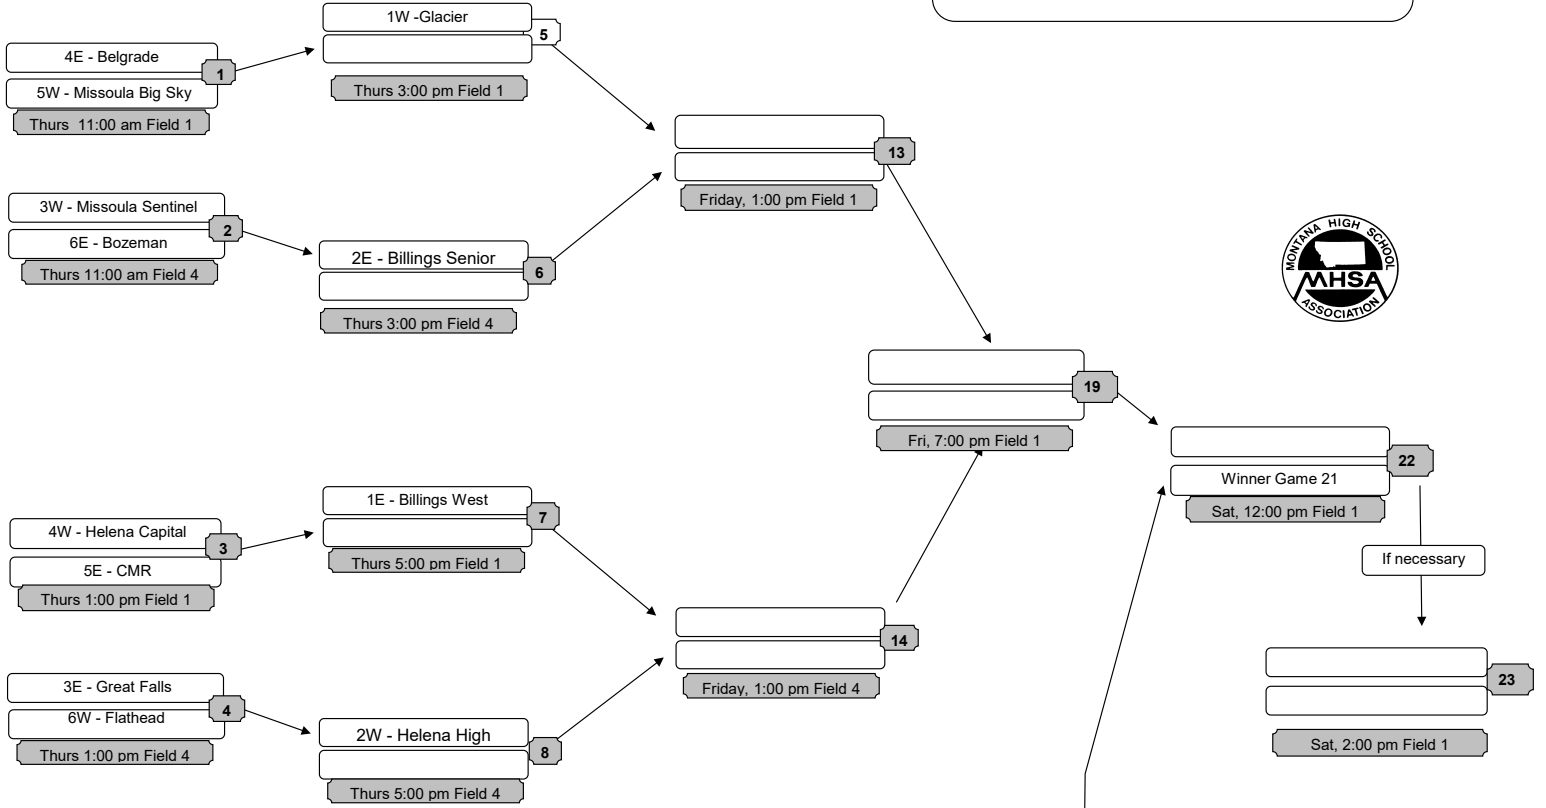 1W -Glacier
5
4E - Belgrade
1
5W - Missoula Big Sky
Thurs 3:00 pm Field 1
Thurs  11:00 am Field 1
13
Friday, 1:00 pm Field 1
3W - Missoula Sentinel
2
6E - Bozeman
Thurs 11:00 am Field 4
2E - Billings Senior
6
Thurs 3:00 pm Field 4
MONTANA HIGH SCHOOL
MHSA
ASSOCIATION
19
Fri, 7:00 pm Field 1
22
Winner Game 21
Sat, 12:00 pm Field 1
1E - Billings West
7
4W - Helena Capital
3
5E - CMR
Thurs 5:00 pm Field 1
Thurs 1:00 pm Field 1
If necessary
14
Friday, 1:00 pm Field 4
3E - Great Falls
4
6W - Flathead
Thurs 1:00 pm Field 4
2W - Helena High
8
Thurs 5:00 pm Field 4
23
Sat, 2:00 pm Field 1